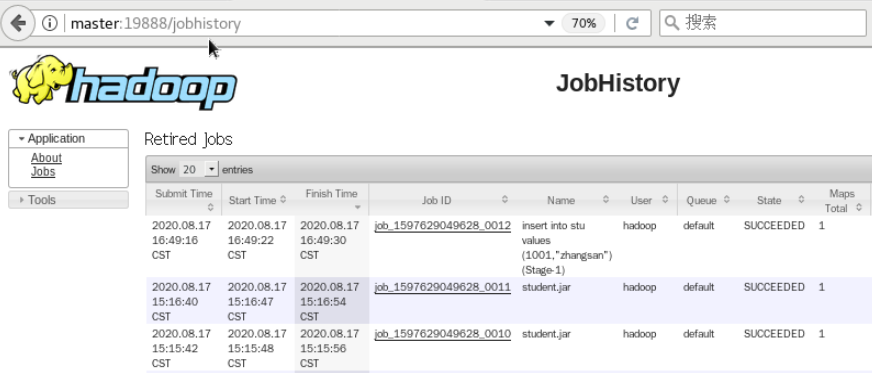 master:19888/jobhistory
70%
搜索
hadoop
JobHistory
Application
About
Jobs
Tools
Retired Jobs
Show 20 entries
Submit Time
Start Time
Finish Time
Job ID
Name
User
Queue
State
Maps
Total
2020.08.17
16:49:16
CST
2020.08.17
16:49:22
CST
2020.08.17
16:49:30
CST
job_1597629049628_0012
insert into stu
values
(1001,"zhangsan")
(Stage-1)
hadoop
default
SUCCEEDED
1
2020.08.17
15:16:40
CST
2020.08.17
15:16:47
CST
2020.08.17
15:16:54
CST
job_1597629049628_0011
student.jar
hadoop
default
SUCCEEDED
1
2020.08.17
15:15:42
CST
2020.08.17
15:15:48
CST
2020.08.17
15:15:56
CST
job_1597629049628_0010
student.jar
hadoop
default
SUCCEEDED
1